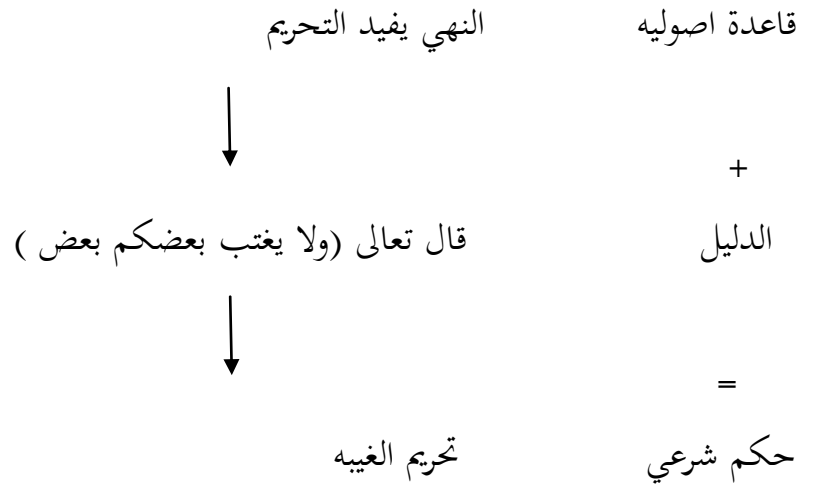 قاعدة اصوليه النهي يفيد التحريم
+
الدليل قال تعالى (ولا يغتب بعضكم بعض )
=
حكم شرعي تحريم الغيبه